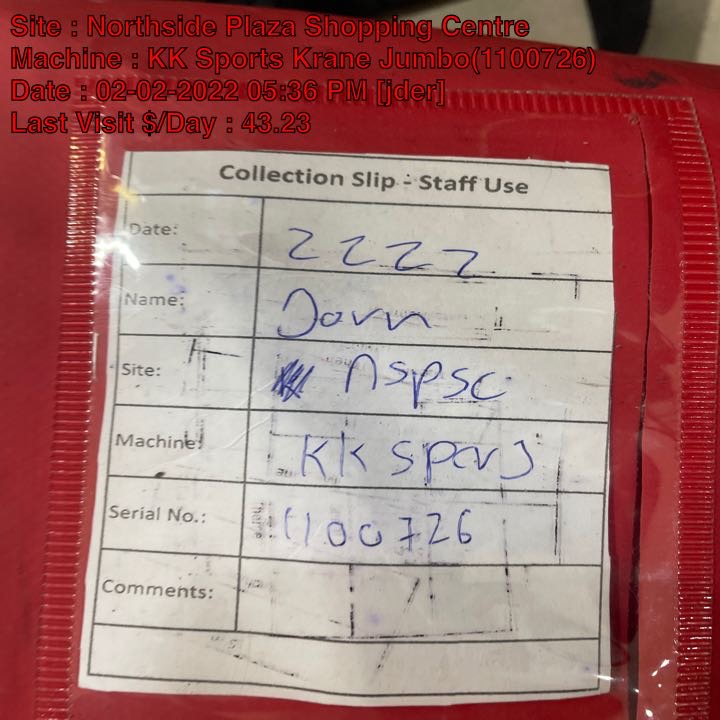 Site : Northside Plaza Shopping Centre
Machine : KK Sports Krane Jumbo(1100726)
Date : 02-02-2022 05:36 PM [jder]
Last Visit $/Day : 43.23
Collection Slip - Staff Use
Date: 2222
Name:
Site: nspsc
Machine: KK Spors
Serial No.: 1100726
Comments: